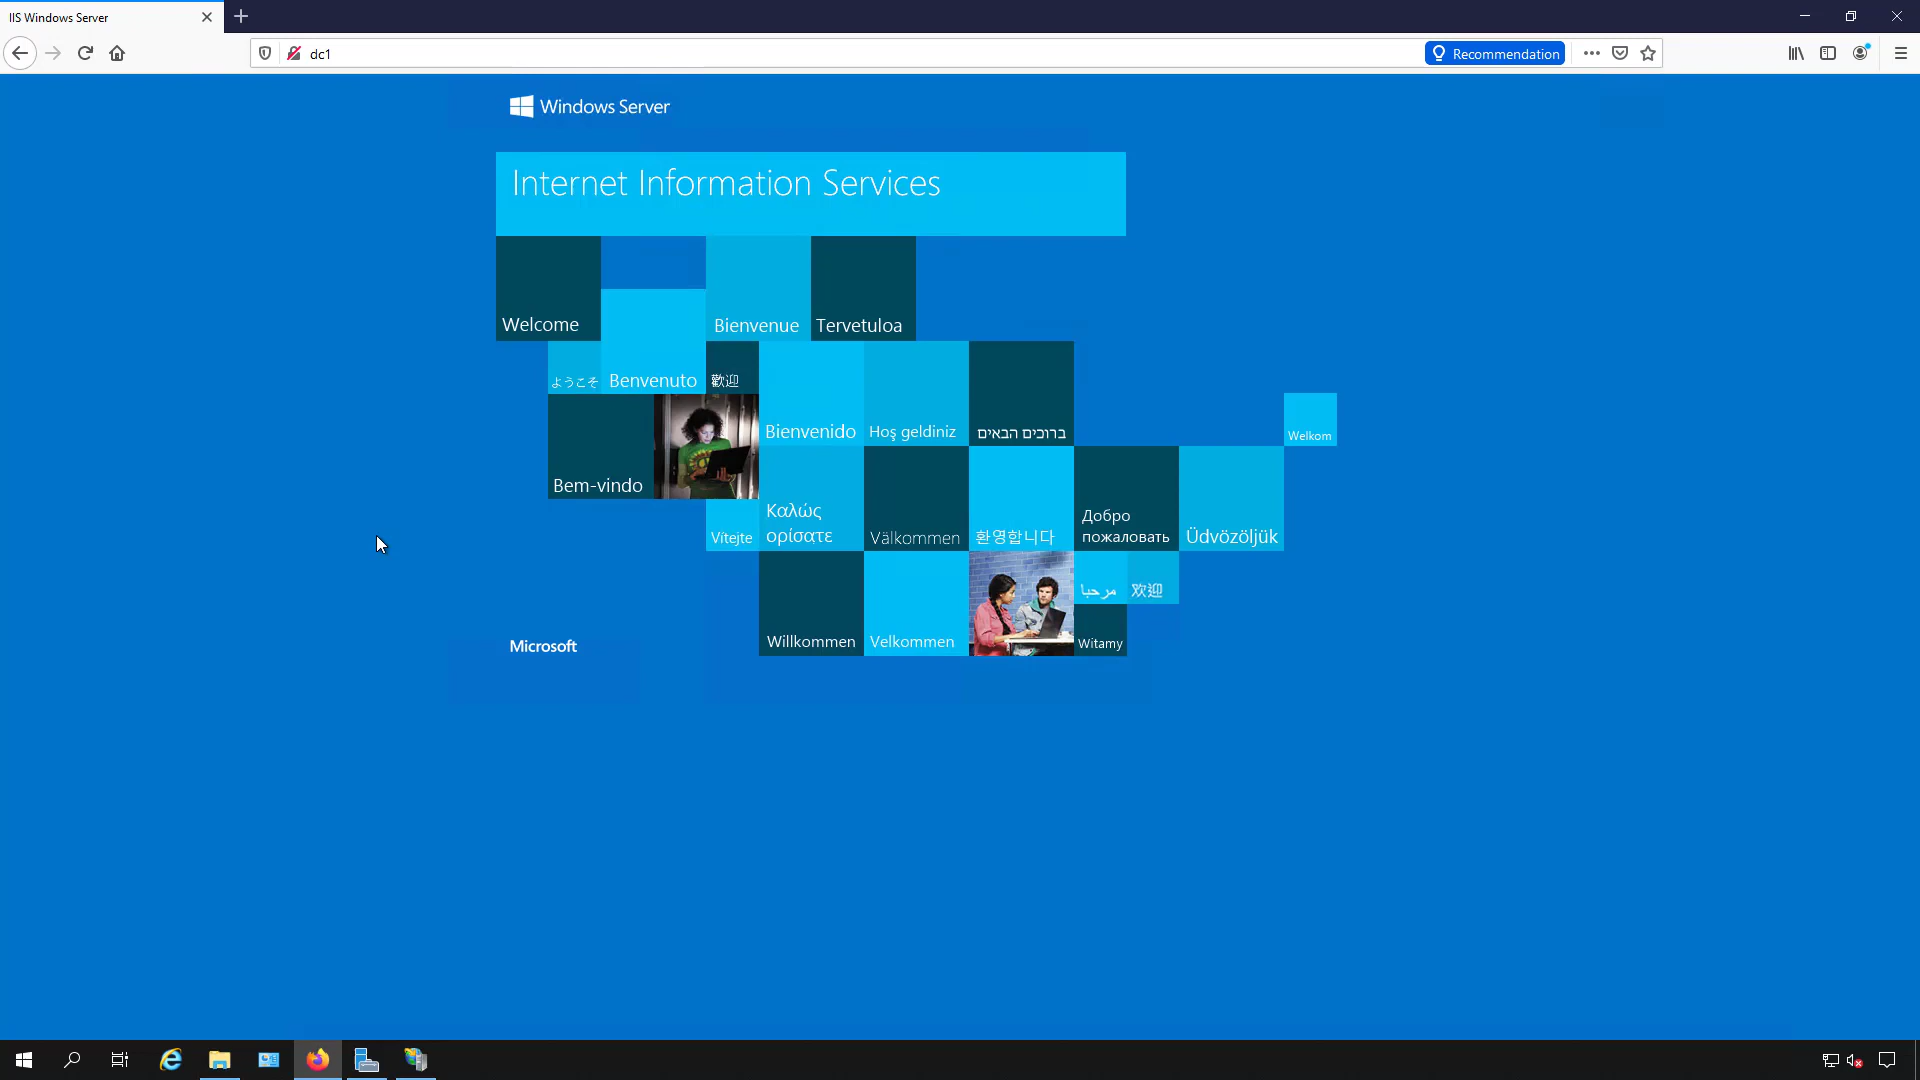 IIS Windows Server
dc1
Recommendation
Windows Server
Internet Information Services
Welcome
Bienvenue
Tervetuloa
ようこそ
Benvenuto
歡迎
Bienvenido
Hoş geldiniz
ברוכים הבאים
Welkom
Bem-vindo
Vítejte
Καλώς
ορίσατε
Välkommen
환영합니다
Добро
пожаловать
Üdvözöljük
مرحبا
欢迎
Microsoft
Willkommen
Velkommen
Witamy